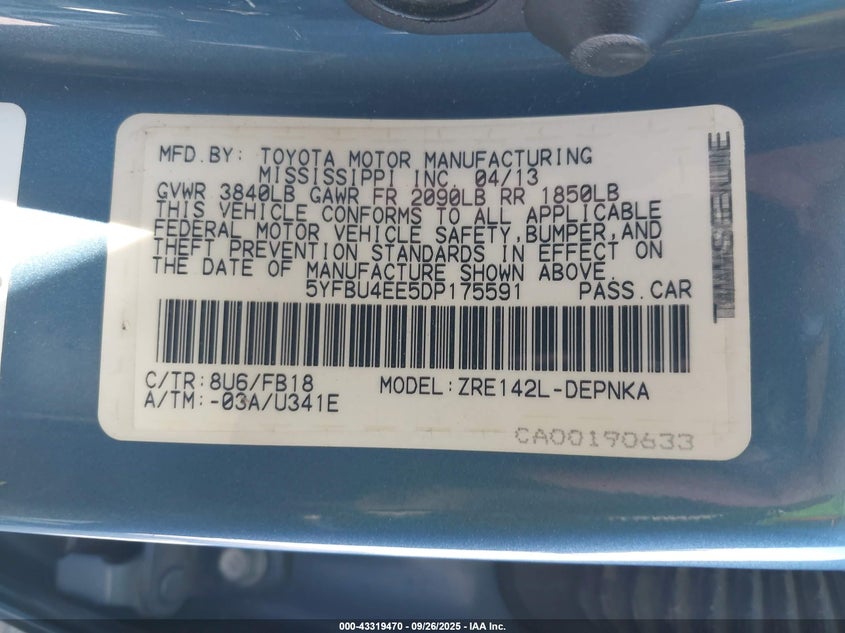 MFD.BY: TOYOTA MOTOR MANUFACTURING
MISSISSIPPI INC. 04/13
GVWR 3840LB GAWR FR 2090LB RR 1850LB
THIS VEHICLE CONFORMS TO ALL APPLICABLE
FEDERAL MOTOR VEHICLE SAFETY,BUMPER,AND
THEFT PREVENTION STANDARDS IN EFFECT ON
THE DATE OF MANUFACTURE SHOWN ABOVE.
5YFBU4EE5DP175591 PASS.CAR
C/TR:8U6/FB18 MODEL:ZRE142L-DEPNKA
A/TM:-03A/U341E
CA00190633
000-43319470 - 09/26/2025 - IAA Inc.